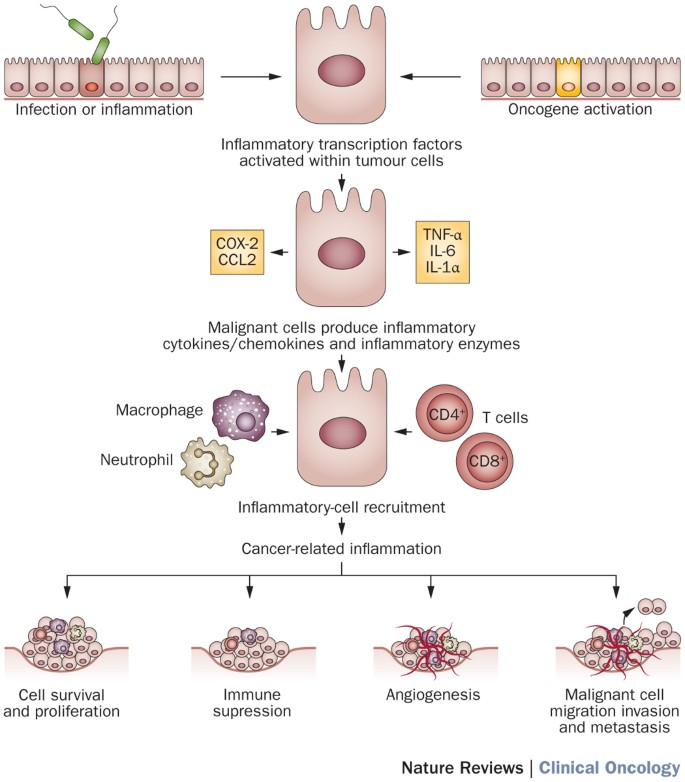 Infection or inflammation
Oncogene activation
Inflammatory transcription factors
activated within tumour cells
COX-2
CCL2
TNF-α
IL-6
IL-1α
Malignant cells produce inflammatory
cytokines/chemokines and inflammatory enzymes
Macrophage
Neutrophil
CD4+
T cells
CD8+
Inflammatory-cell recruitment
Cancer-related inflammation
Cell survival
and proliferation
Immune
supression
Angiogenesis
Malignant cell
migration invasion
and metastasis
Nature Reviews | Clinical Oncology